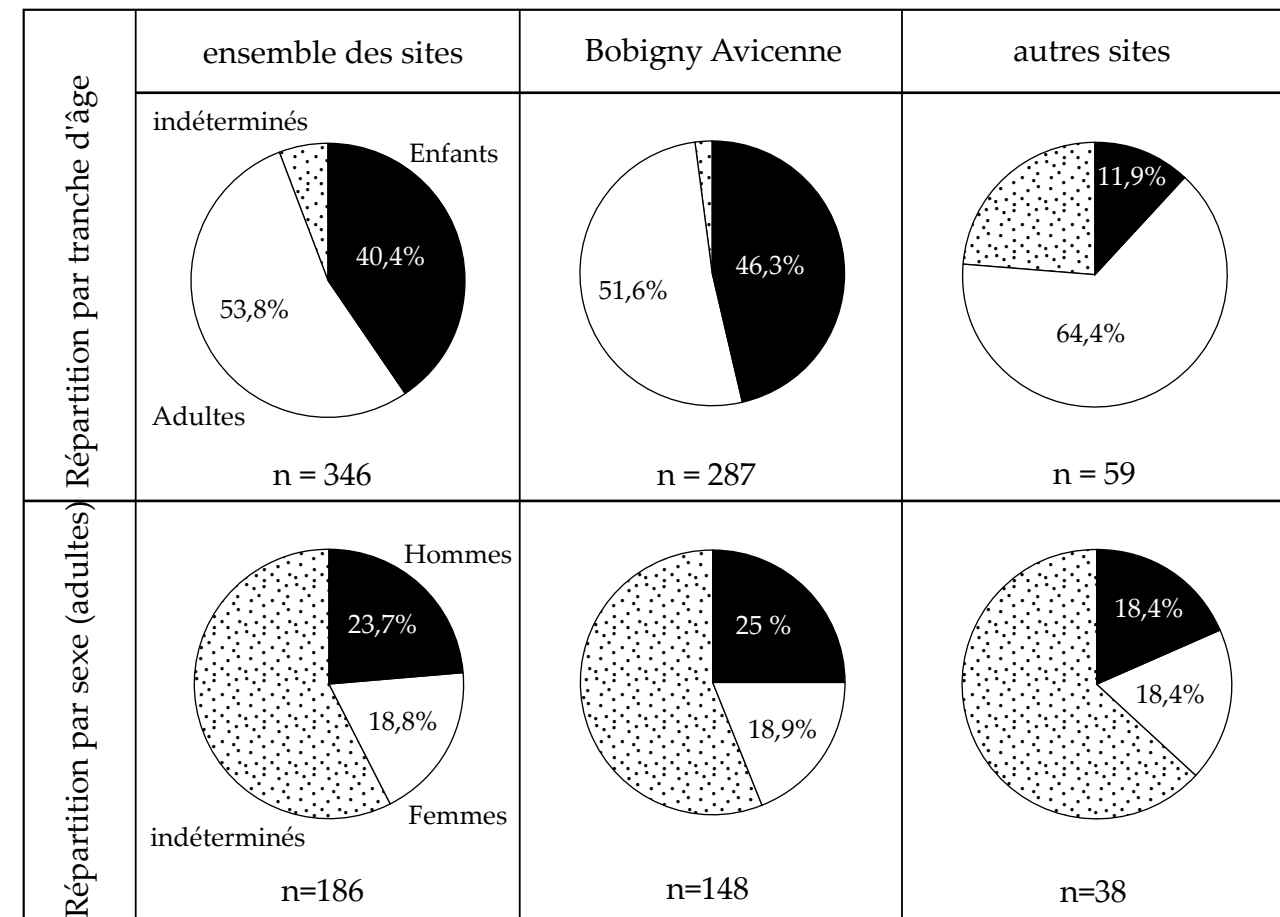 ensemble des sites
Bobigny Avicenne
autres sites
Répartition par tranche d'âge
indéterminés
Enfants
40,4%
53,8%
Adultes
n = 346
46,3%
51,6%
n = 287
11,9%
64,4%
n = 59
Répartition par sexe (adultes)
Hommes
23,7%
18,8%
Femmes
indéterminés
n=186
25 %
18,9%
n=148
18,4%
18,4%
n=38